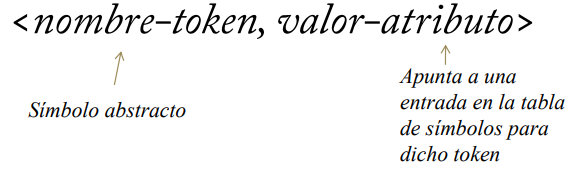 <nombre-token, valor-atributo>
Símbolo abstracto
Apunta a una
entrada en la tabla
de símbolos para
dicho token